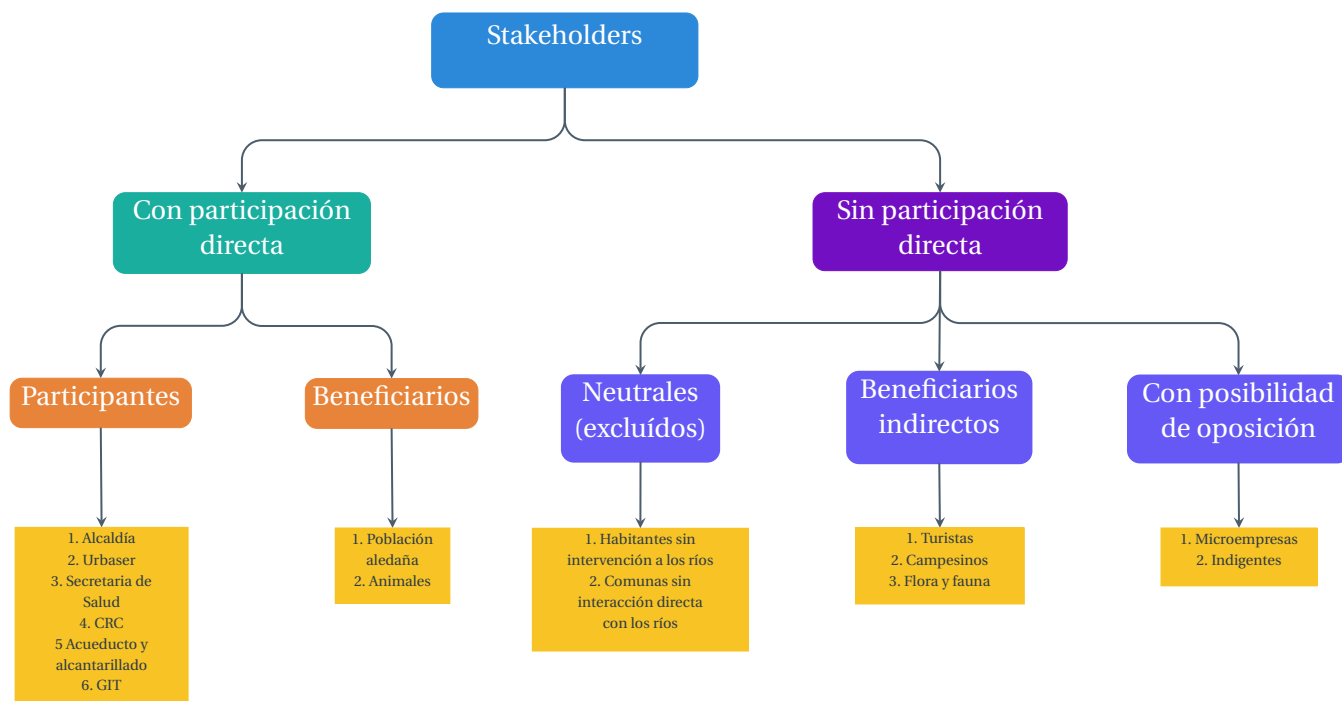 Stakeholders
Con participación
directa
Sin participación
directa
Participantes
Beneficiarios
Neutrales
(excluídos)
Beneficiarios
indirectos
Con posibilidad
de oposición
1. Alcaldía
2. Urbaser
3. Secretaria de
Salud
4. CRC
5 Acueducto y
alcantarillado
6. GIT
1. Población
aledaña
2. Animales
1. Habitantes sin
intervención a los ríos
2. Comunas sin
interacción directa
con los ríos
1. Turistas
2. Campesinos
3. Flora y fauna
1. Microempresas
2. Indigentes